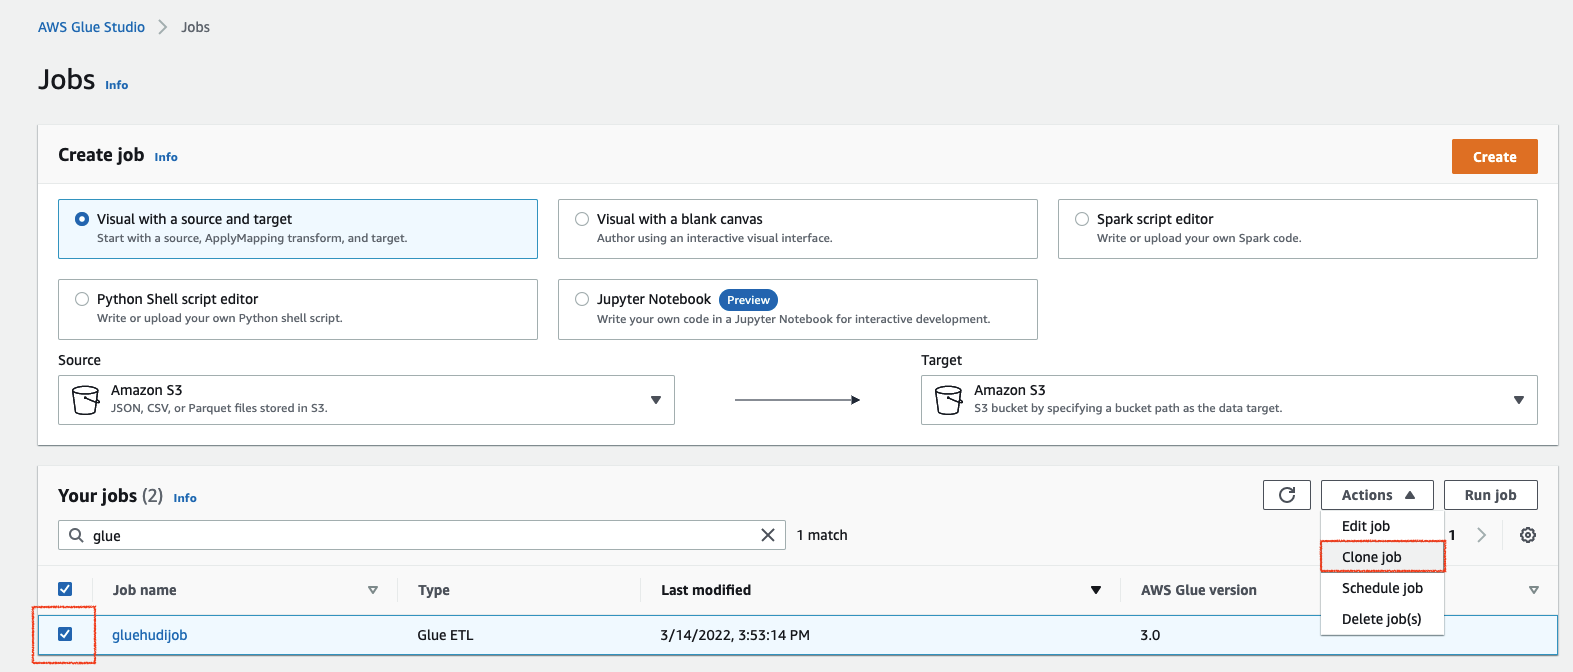 AWS Glue Studio Jobs
Jobs Info
Create job Info
Create
Visual with a source and target
Start with a source, ApplyMapping transform, and target.
Visual with a blank canvas
Author using an interactive visual interface.
Spark script editor
Write or upload your own Spark code.
Python Shell script editor
Write or upload your own Python shell script.
Jupyter Notebook Preview
Write your own code in a Jupyter Notebook for interactive development.
Source
Amazon S3
JSON, CSV, or Parquet files stored in S3.
Target
Amazon S3
S3 bucket by specifying a bucket path as the data target.
Your jobs (2) Info
Actions
Run job
glue
1 match
1
Edit job
Clone job
Schedule job
Delete job(s)
Job name Type Last modified AWS Glue version
gluehudijob Glue ETL 3/14/2022, 3:53:14 PM 3.0